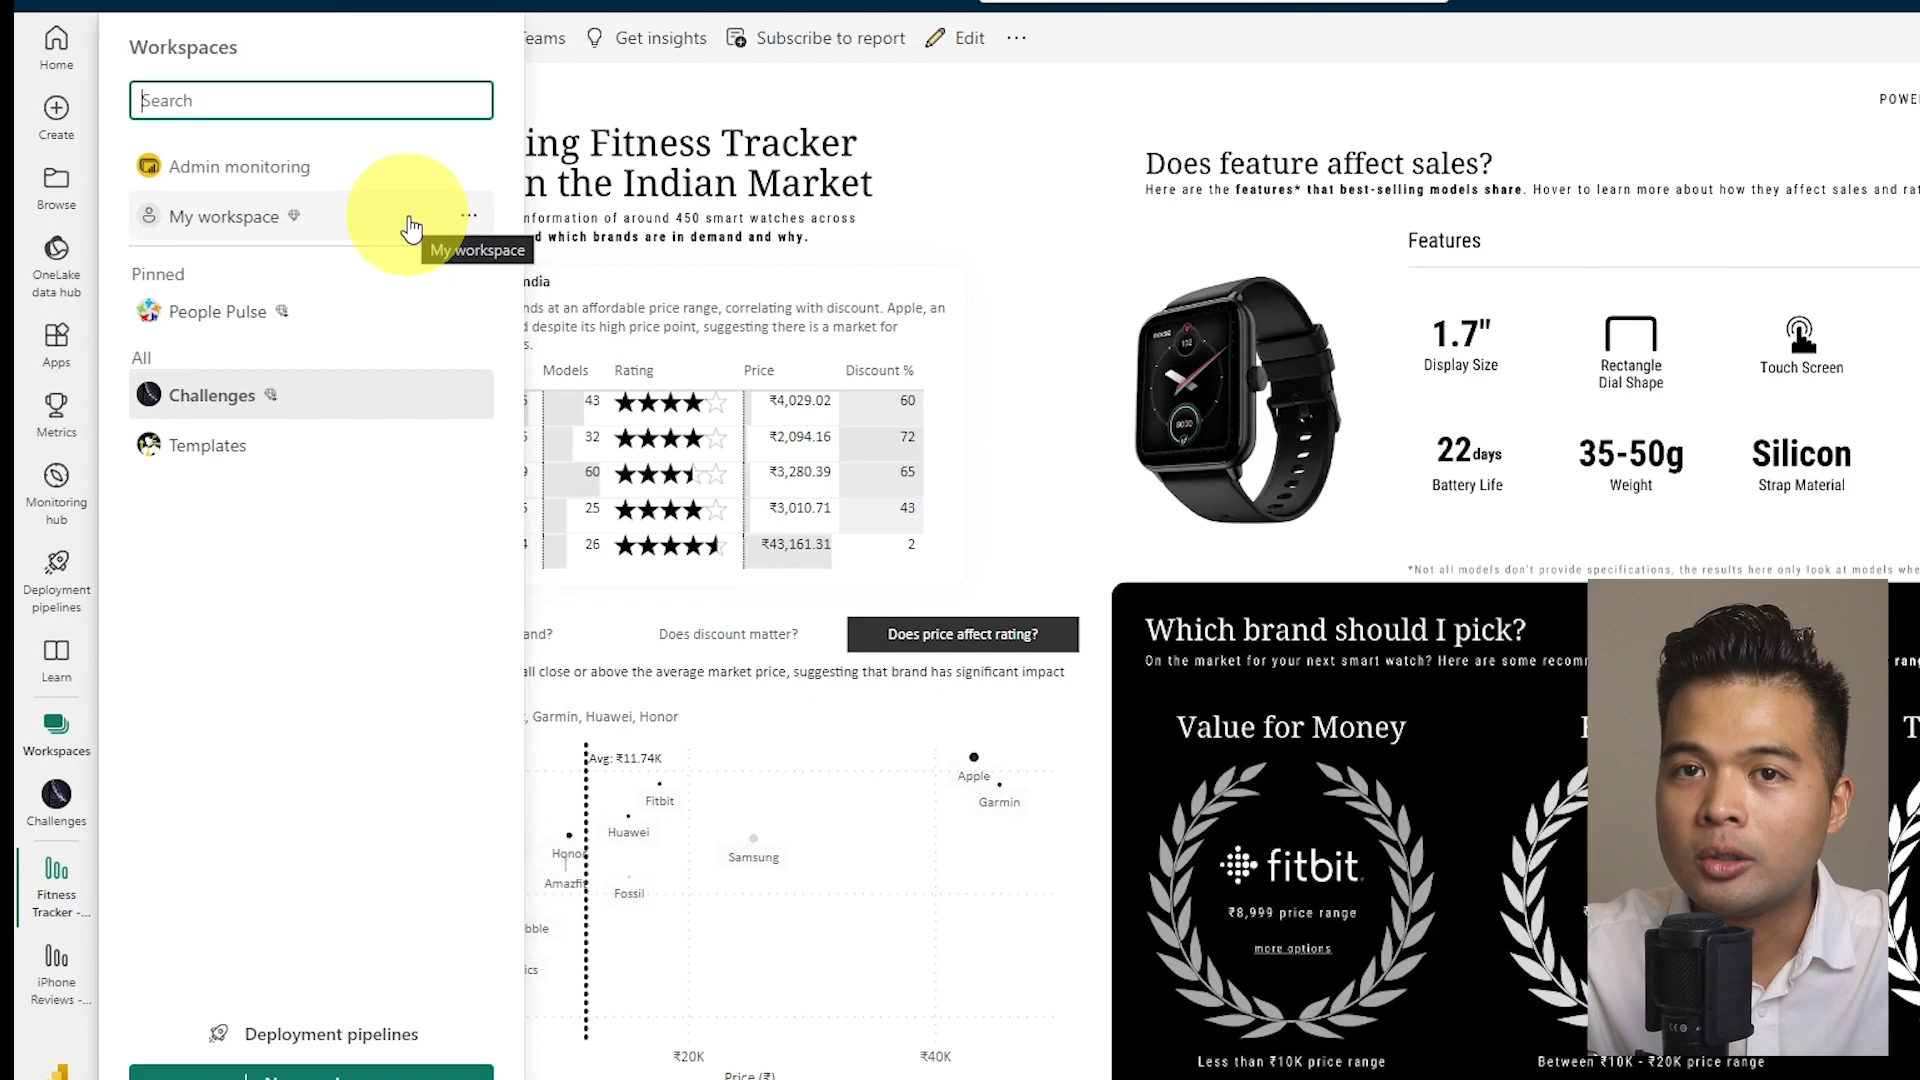 Home
Create
Browse
OneLake
data hub
Apps
Metrics
Monitoring
hub
Deployment
pipelines
Learn
Workspaces
Challenges
Fitness
Tracker -...
iPhone
Reviews -...
Workspaces
Search
Admin monitoring
My workspace
...
My workspace
Pinned
People Pulse
All
Challenges
Templates
Deployment pipelines
Get insights
Subscribe to report
Edit
...
ing Fitness Tracker
n the Indian Market
nformation of around 450 smart watches across
d which brands are in demand and why.
ndia
nds at an affordable price range, correlating with discount. Apple, an
d despite its high price point, suggesting there is a market for
s.
Models Rating Price Discount %
43 ₹4,029.02 60
32 ₹2,094.16 72
60 ₹3,280.39 65
25 ₹3,010.71 43
26 ₹43,161.31 2
and?
Does discount matter?
Does price affect rating?
all close or above the average market price, suggesting that brand has significant impact
, Garmin, Huawei, Honor
Avg: ₹11.74K
Apple
Fitbit
Garmin
Huawei
Honor
Samsung
Amazfit
Fossil
bble
ics
₹20K
₹40K
Price (₹)
POWE
Does feature affect sales?
Here are the features* that best-selling models share. Hover to learn more about how they affect sales and rat
Features
1.7"
Display Size
Rectangle
Dial Shape
Touch Screen
22 days
Battery Life
35-50g
Weight
Silicon
Strap Material
*Not all models don't provide specifications, the results here only look at models whe
Which brand should I pick?
On the market for your next smart watch? Here are some recom
rang
Value for Money
T
fitbit
₹8,999 price range
more options
Less than ₹10K price range
Between ₹10K - ₹20K price range